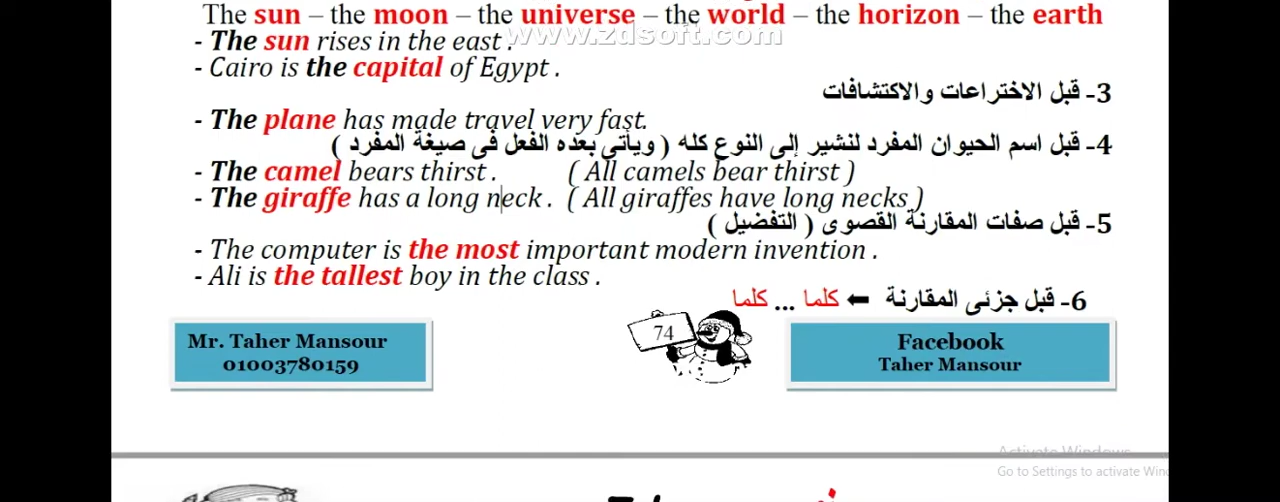 The sun – the moon – the universe – the world – the horizon – the earth
www.zdsoft.com
- The sun rises in the east .
- Cairo is the capital of Egypt .
3- قبل الاختراعات والاكتشافات
- The plane has made travel very fast.
4- قبل اسم الحيوان المفرد لنشير إلى النوع كله ( ويأتى بعده الفعل فى صيغة المفرد )
- The camel bears thirst . ( All camels bear thirst )
- The giraffe has a long neck . ( All giraffes have long necks )
5- قبل صفات المقارنة القصوى ( التفضيل )
- The computer is the most important modern invention .
- Ali is the tallest boy in the class .
6- قبل جزئى المقارنة ⬅ كلما ... كلما
Mr. Taher Mansour
01003780159
74
Facebook
Taher Mansour
Activate Windows
Go to Settings to activate Win